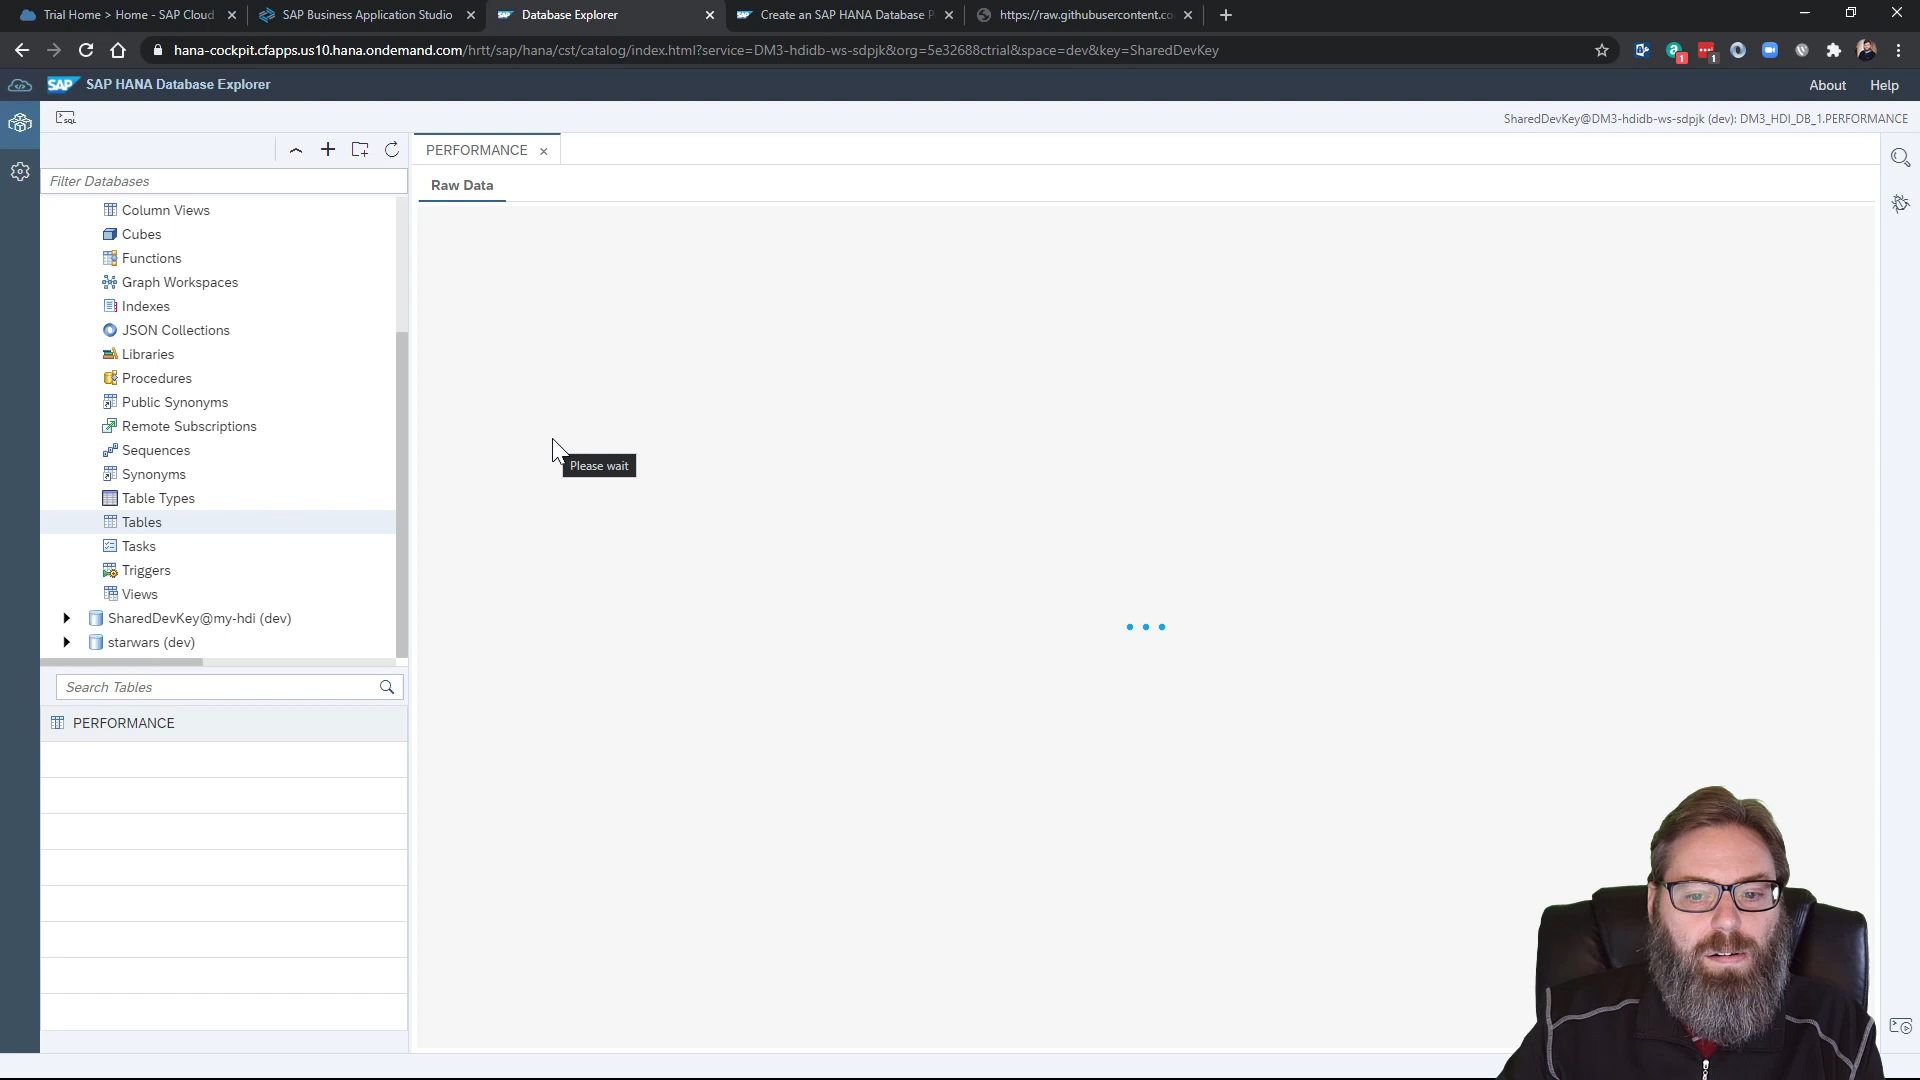 Trial Home > Home - SAP Cloud
SAP Business Application Studio
Database Explorer
Create an SAP HANA Database P
https://raw.githubusercontent.co
hana-cockpit.cfapps.us10.hana.ondemand.com/hrtt/sap/hana/cst/catalog/index.html?service=DM3-hdidb-ws-sdpjk&org=5e32688ctrial&space=dev&key=SharedDevKey
SAP SAP HANA Database Explorer
About
Help
SQL
SharedDevKey@DM3-hdidb-ws-sdpjk (dev): DM3_HDI_DB_1.PERFORMANCE
PERFORMANCE
Filter Databases
Raw Data
Column Views
Cubes
Functions
Graph Workspaces
Indexes
JSON Collections
Libraries
Procedures
Public Synonyms
Remote Subscriptions
Sequences
Please wait
Synonyms
Table Types
Tables
Tasks
Triggers
Views
SharedDevKey@my-hdi (dev)
starwars (dev)
Search Tables
PERFORMANCE